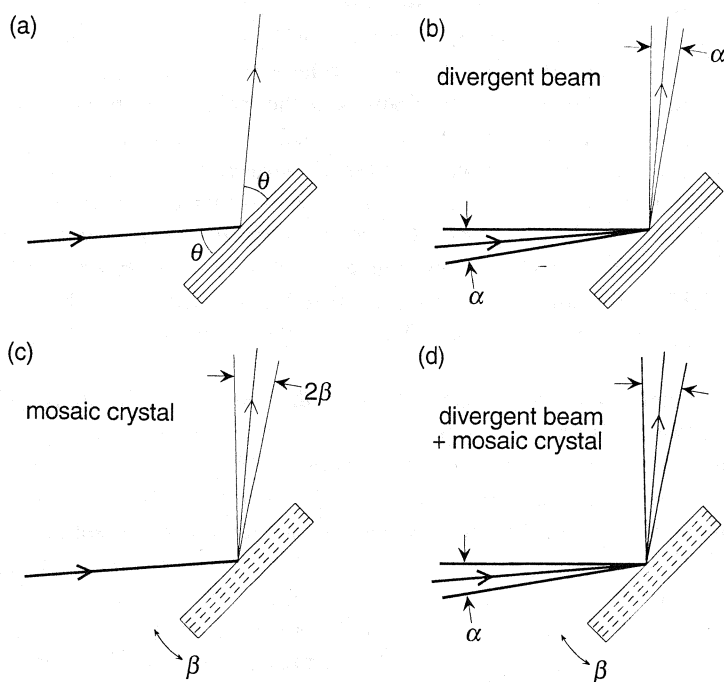 (a)
θ
θ
(b)
divergent beam
α
α
(c)
mosaic crystal
2β
β
(d)
divergent beam
+ mosaic crystal
α
β